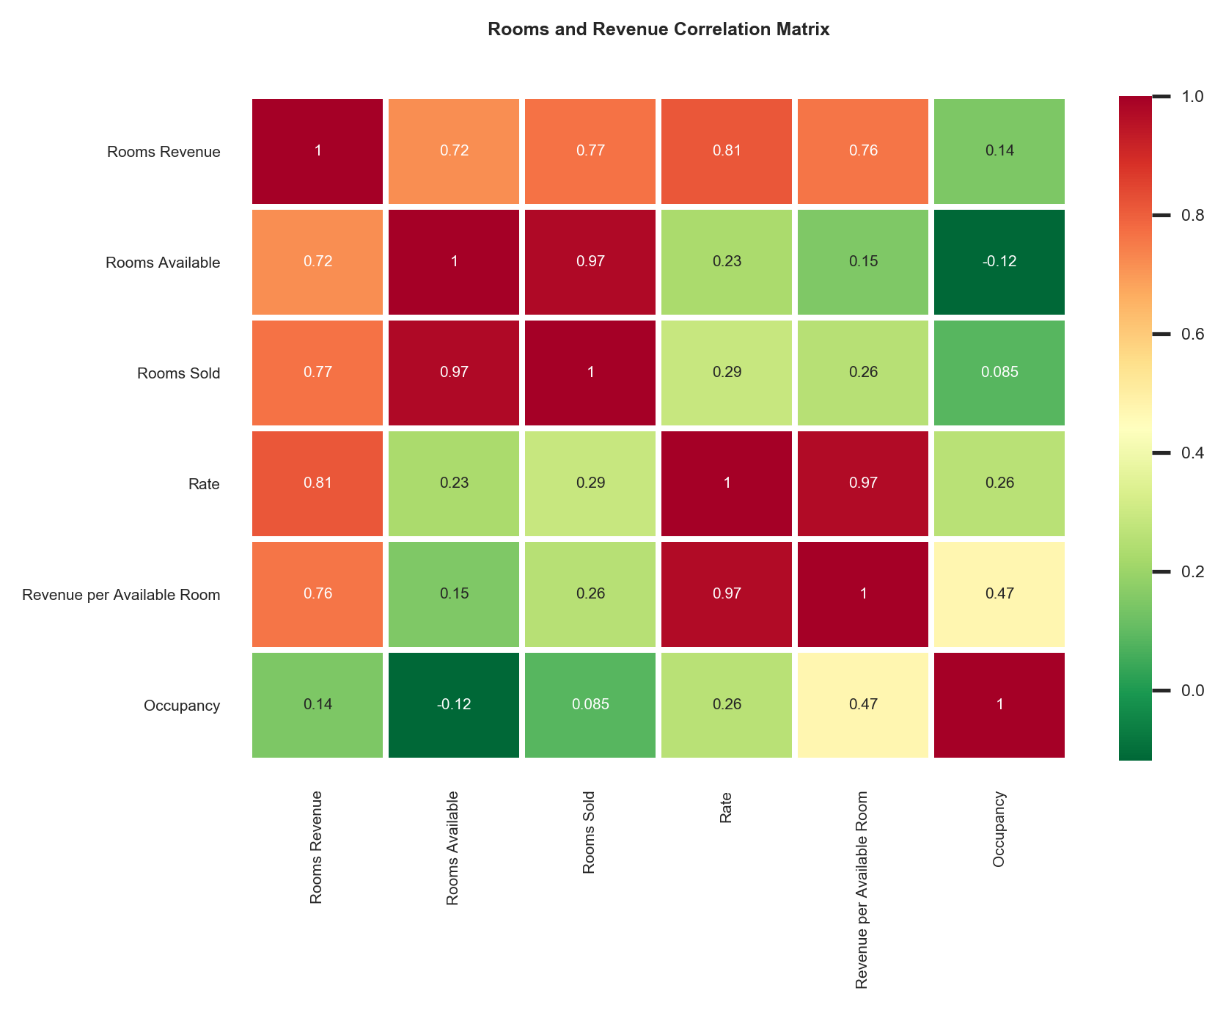 Rooms and Revenue Correlation Matrix
1.0
Rooms Revenue 1 0.72 0.77 0.81 0.76 0.14
0.8
Rooms Available 0.72 1 0.97 0.23 0.15 -0.12
0.6
Rooms Sold 0.77 0.97 1 0.29 0.26 0.085
0.4
Rate 0.81 0.23 0.29 1 0.97 0.26
0.2
Revenue per Available Room 0.76 0.15 0.26 0.97 1 0.47
0.0
Occupancy 0.14 -0.12 0.085 0.26 0.47 1
Rooms Revenue
Rooms Available
Rooms Sold
Rate
Revenue per Available Room
Occupancy